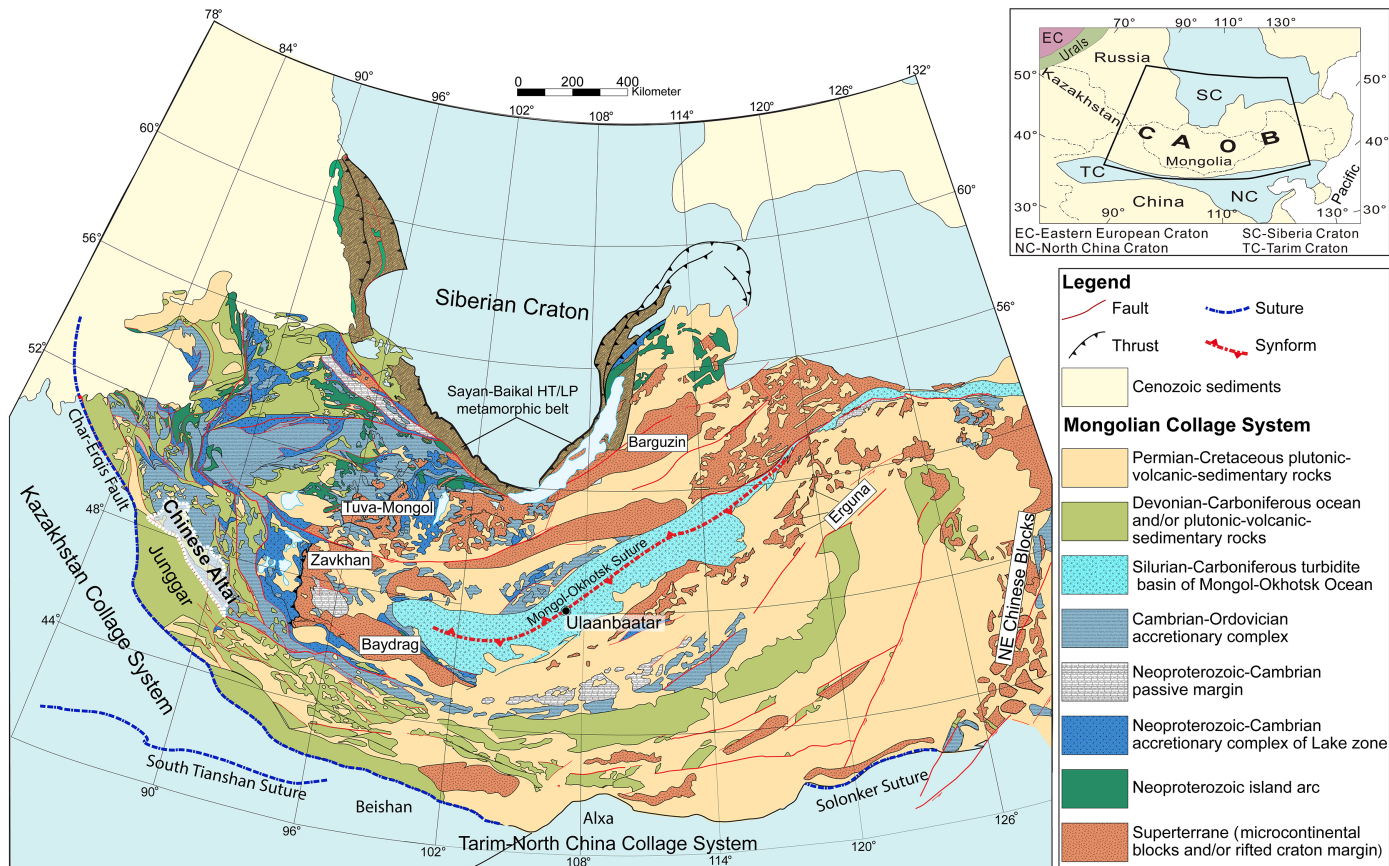 78°
84°
90°
96°
102°
108°
114°
120°
132°
60°
56°
52°
48°
44°
60°
56°
90°
96°
102°
108°
114°
120°
126°
0 200 400
Kilometer
Siberian Craton
Sayan-Baikal HT/LP
metamorphic belt
Barguzin
Tuva-Mongol
Erguna
Zavkhan
Baydrag
Mongol-Okhotsk Suture
Ulaanbaatar
NE Chinese Blocks
Char-Erqis Fault
Chinese Altai
Junggar
Kazakhstan Collage System
South Tianshan Suture
Beishan
Alxa
Solonker Suture
Tarim-North China Collage System
70° 90° 110° 130°
50°
40°
30°
50°
40°
30°
90° 110° 130°
EC
Urals
Russia
Kazakhstan
SC
C A O B
Mongolia
TC
China
NC
Pacific
EC-Eastern European Craton SC-Siberia Craton
NC-North China Craton TC-Tarim Craton
Legend
Fault Suture
Thrust Synform
Cenozoic sediments
Mongolian Collage System
Permian-Cretaceous plutonic-
volcanic-sedimentary rocks
Devonian-Carboniferous ocean
and/or plutonic-volcanic-
sedimentary rocks
Silurian-Carboniferous turbidite
basin of Mongol-Okhotsk Ocean
Cambrian-Ordovician
accretionary complex
Neoproterozoic-Cambrian
passive margin
Neoproterozoic-Cambrian
accretionary complex of Lake zone
Neoproterozoic island arc
Superterrane (microcontinental
blocks and/or rifted craton margin)